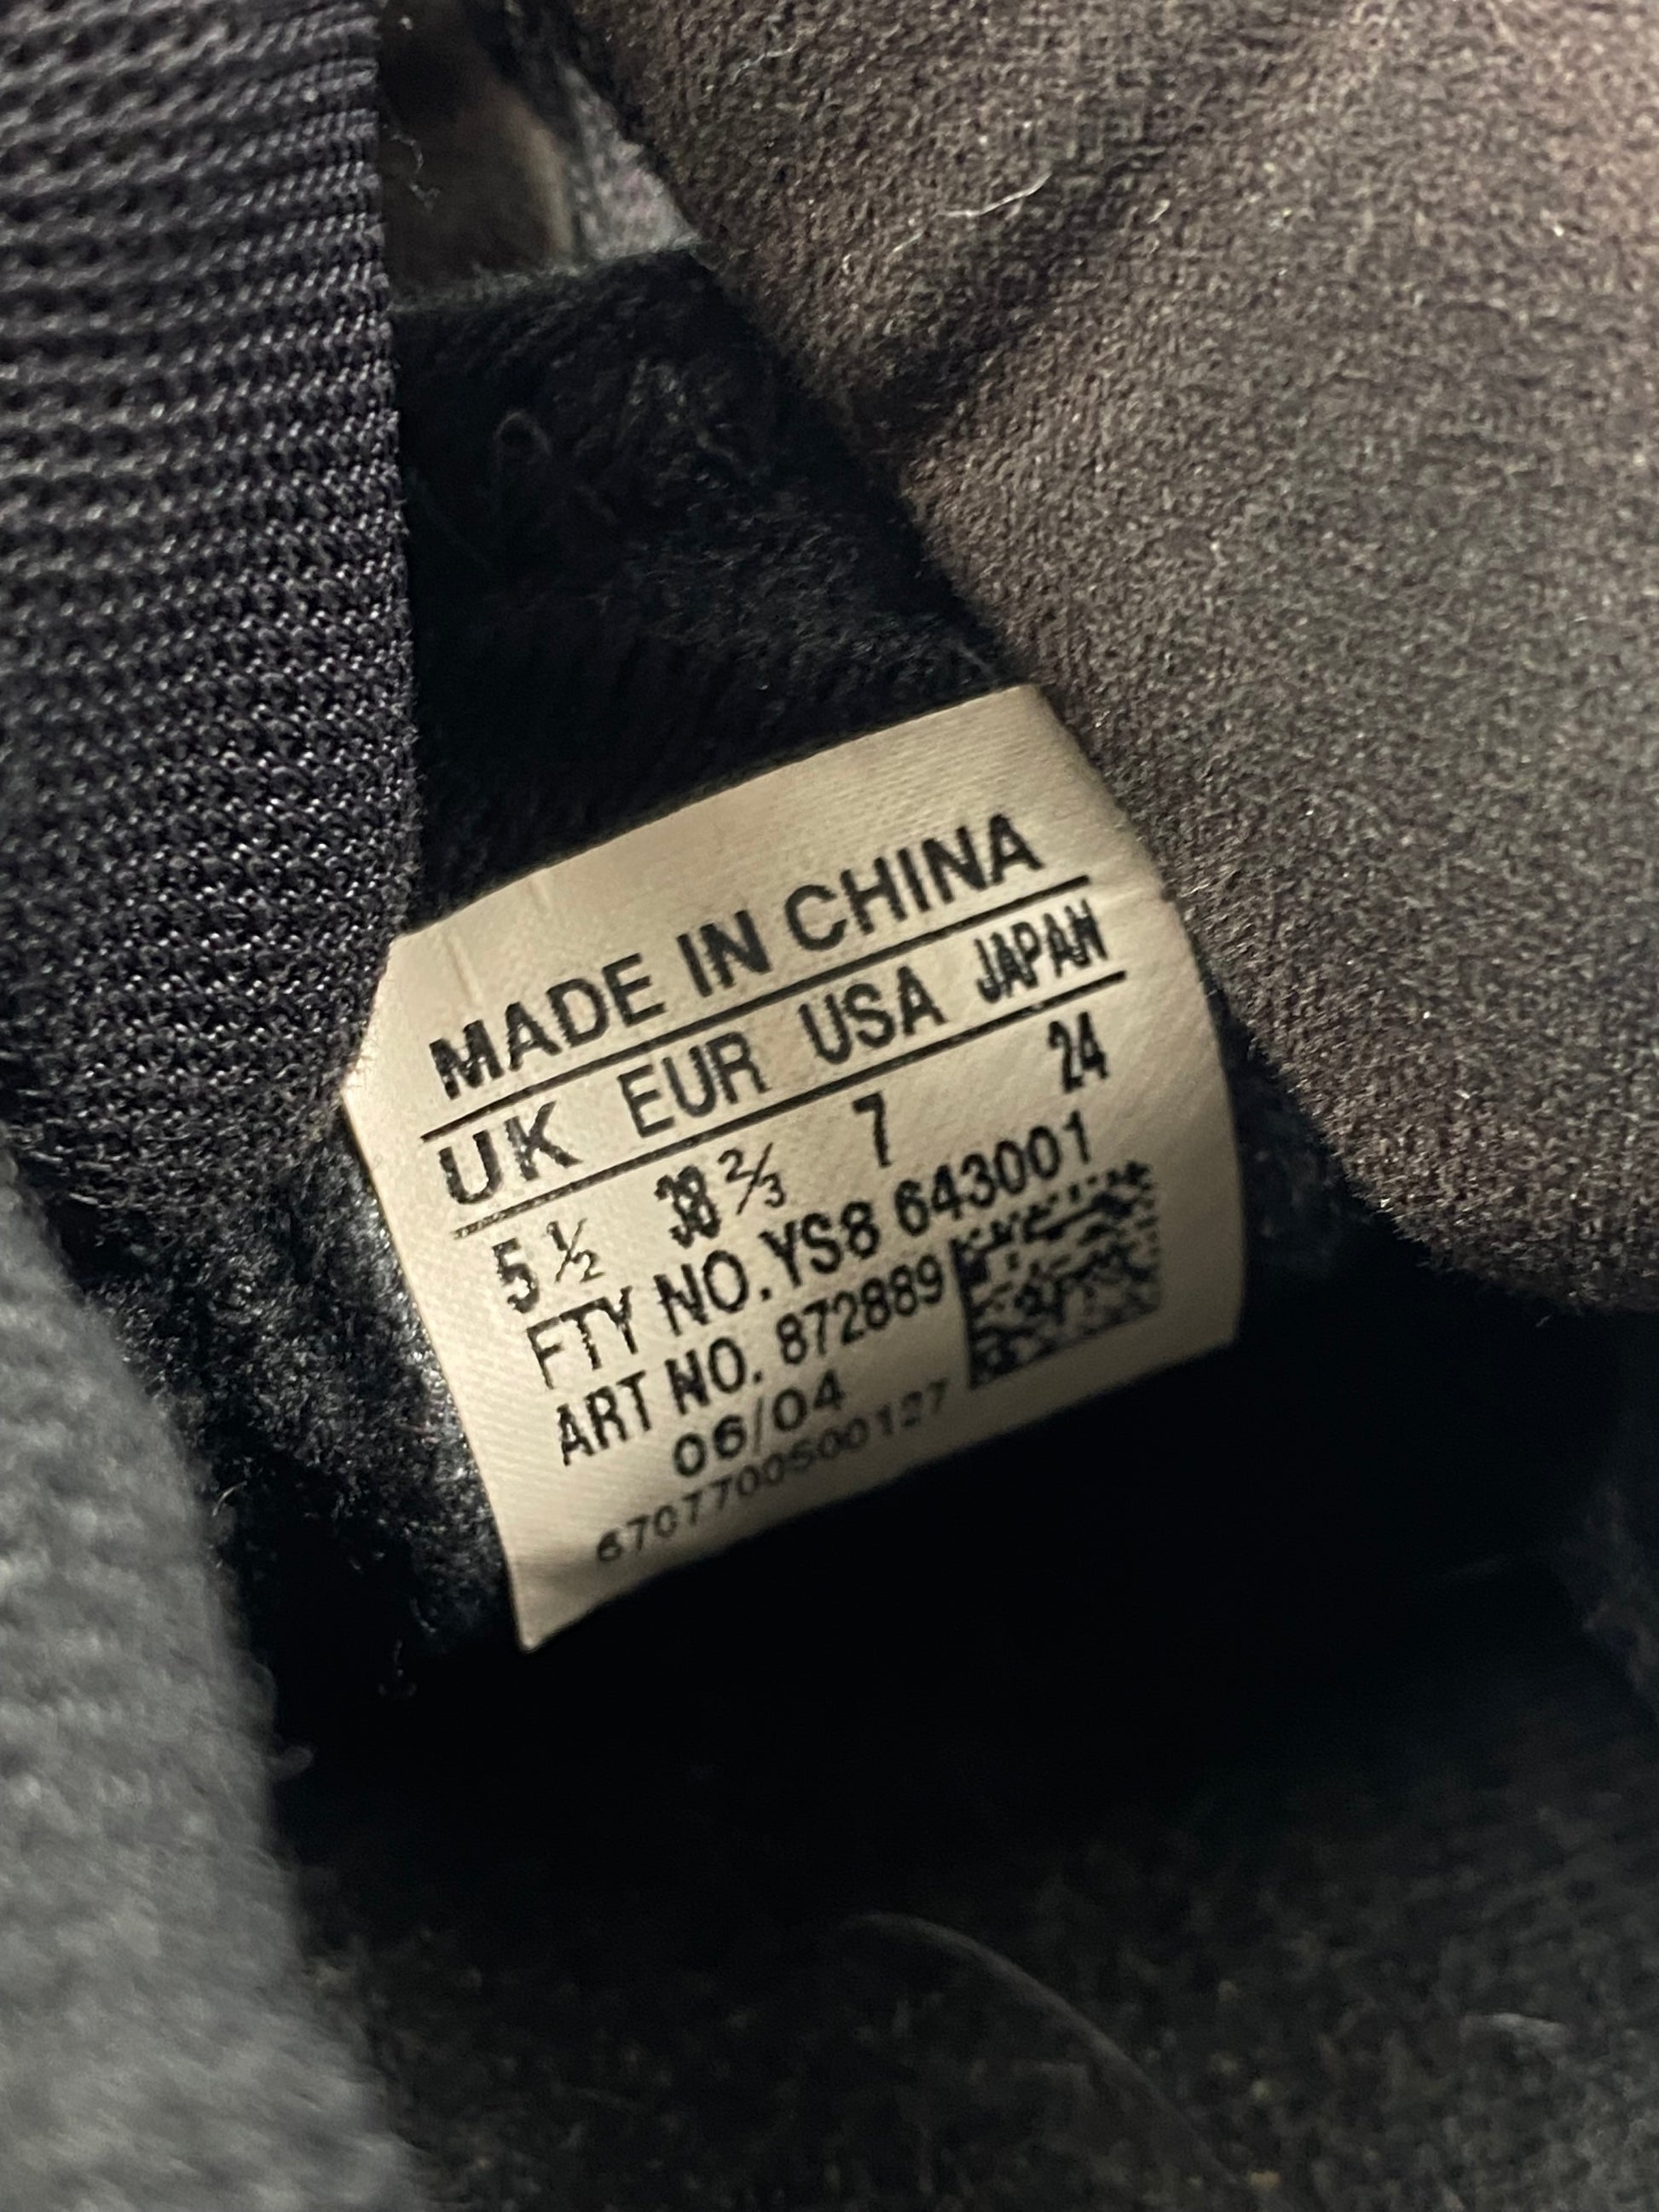 MADE IN CHINA
UK EUR USA JAPAN
5 ½ 38 ⅔ 7 24
FTY NO. YS8 643001
ART NO. 872889
06/04
6707700500127